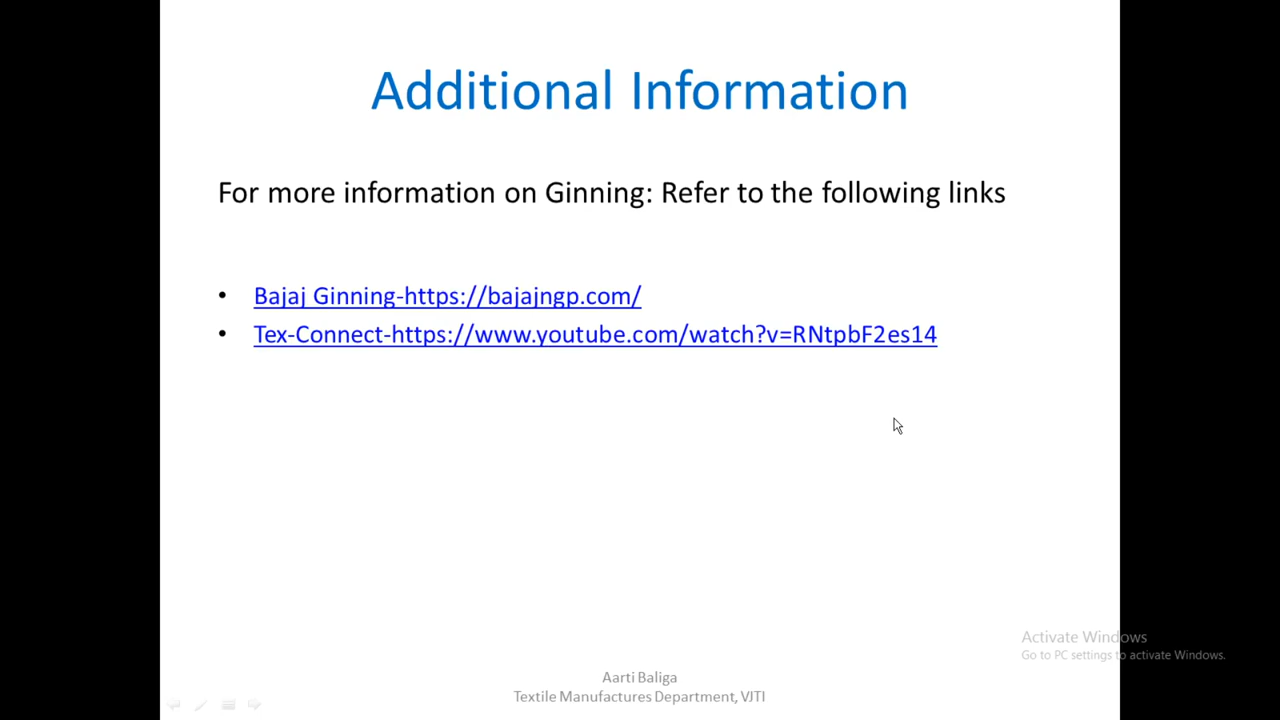 Additional Information
For more information on Ginning: Refer to the following links
• Bajaj Ginning-https://bajajngp.com/
• Tex-Connect-https://www.youtube.com/watch?v=RNtpbF2es14
Activate Windows
Go to PC settings to activate Windows.
Aarti Baliga
Textile Manufactures Department, VJTI